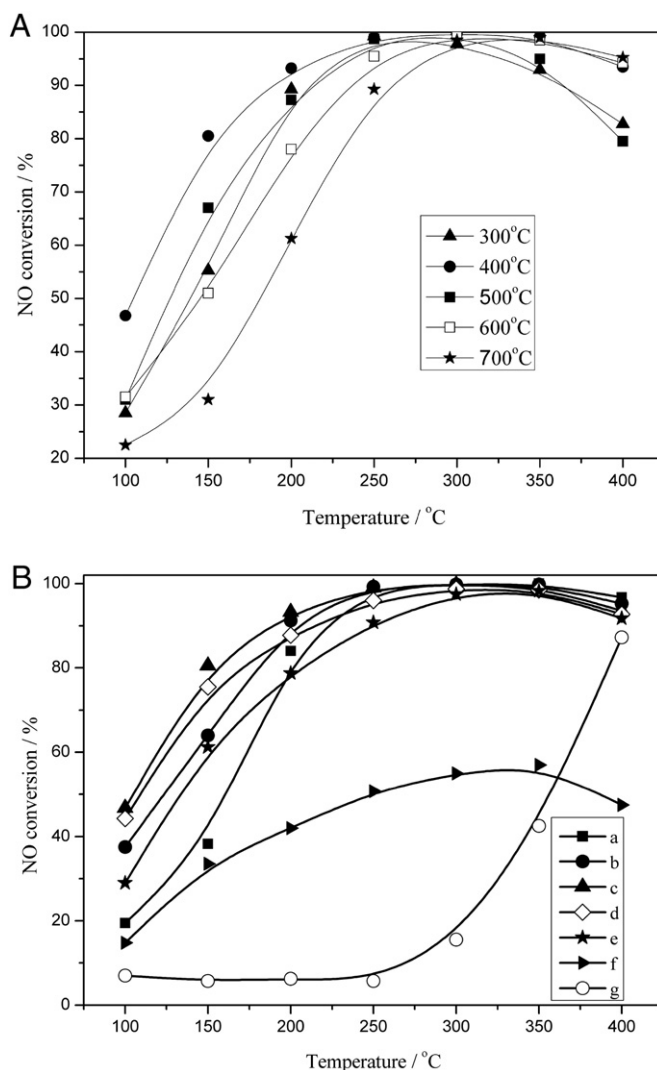 A
100
90
80
70
60
50
40
30
20
NO conversion / %
300°C
400°C
500°C
600°C
700°C
100 150 200 250 300 350 400
Temperature / °C
B
100
80
60
40
20
0
NO conversion / %
a
b
c
d
e
f
g
100 150 200 250 300 350 400
Temperature / °C